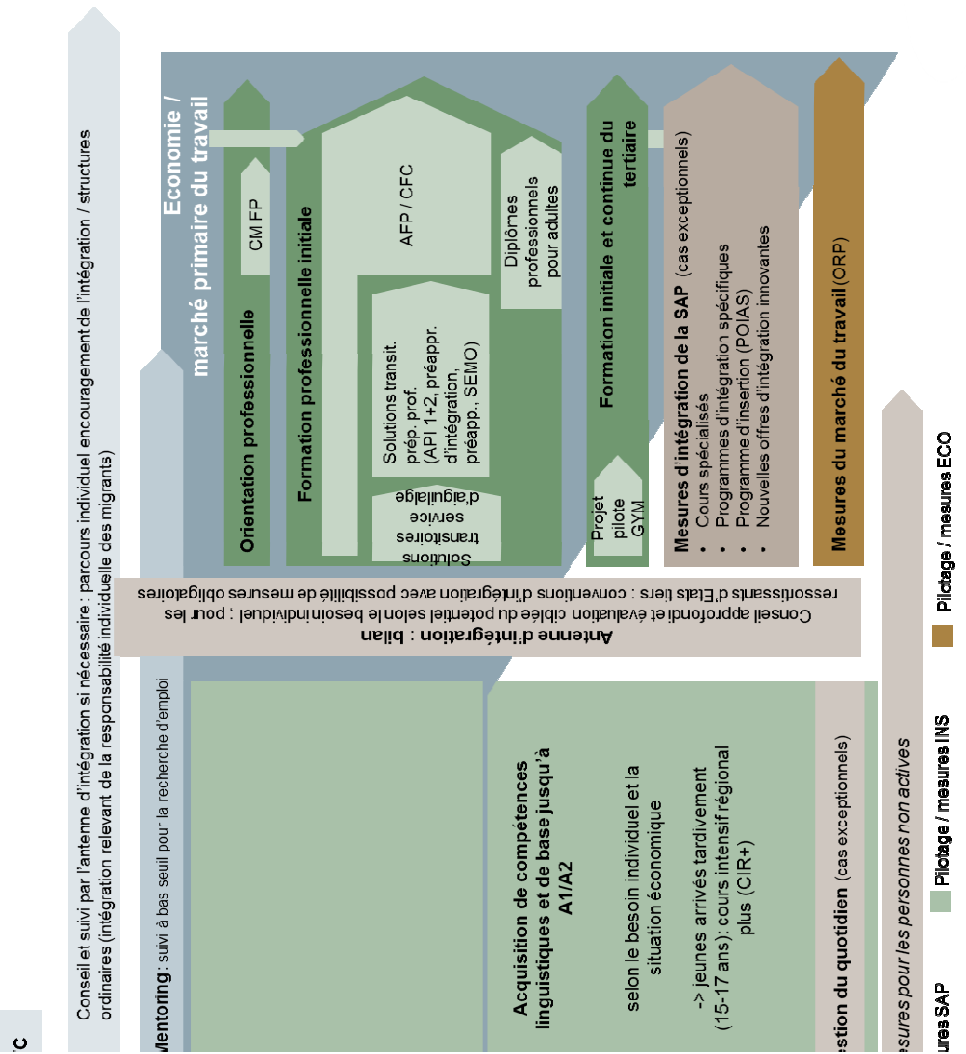 TC
Conseil et suivi par l'antenne d'intégration si nécessaire : parcours individuel encouragement de l'intégration / structures
ordinaires (intégration relevant de la responsabilité individuelle des migrants)
Mentoring: suivi à bas seuil pour la recherche d'emploi
Economie /
marché primaire du travail
Orientation professionnelle
CM FP
Formation professionnelle initiale
AFP / CFC
Solutions transit.
prép. prof.
(API 1+2, préappr.
d'intégration,
préapp., SEMO)
Solutions
transitoires
service
d'aiguillage
Diplômes
professionnels
pour adultes
Formation initiale et continue du
tertiaire
Projet
pilote
GYM
Mesures d'intégration de la SAP (cas exceptionnels)
• Cours spécialisés
• Programmes d'intégration spécifiques
• Programme d'insertion (POIAS)
• Nouvelles offres d'intégration innovantes
Mesures du marché du travail (ORP)
Antenne d'intégration : bilan
Conseil approfondi et évaluation ciblée du potentiel selon le besoin individuel ; pour les
ressortissants d'Etats tiers : conventions d'intégration avec possibilité de mesures obligatoires
Acquisition de compétences
linguistiques et de base jusqu'à
A1/A2
selon le besoin individuel et la
situation économique
-> jeunes arrivés tardivement
(15-17 ans): cours intensif régional
plus (CIR+)
estion du quotidien (cas exceptionnels)
esures pour les personnes non actives
ures SAP
Pilotage / mesures INS
Pilotage / mesures ECO